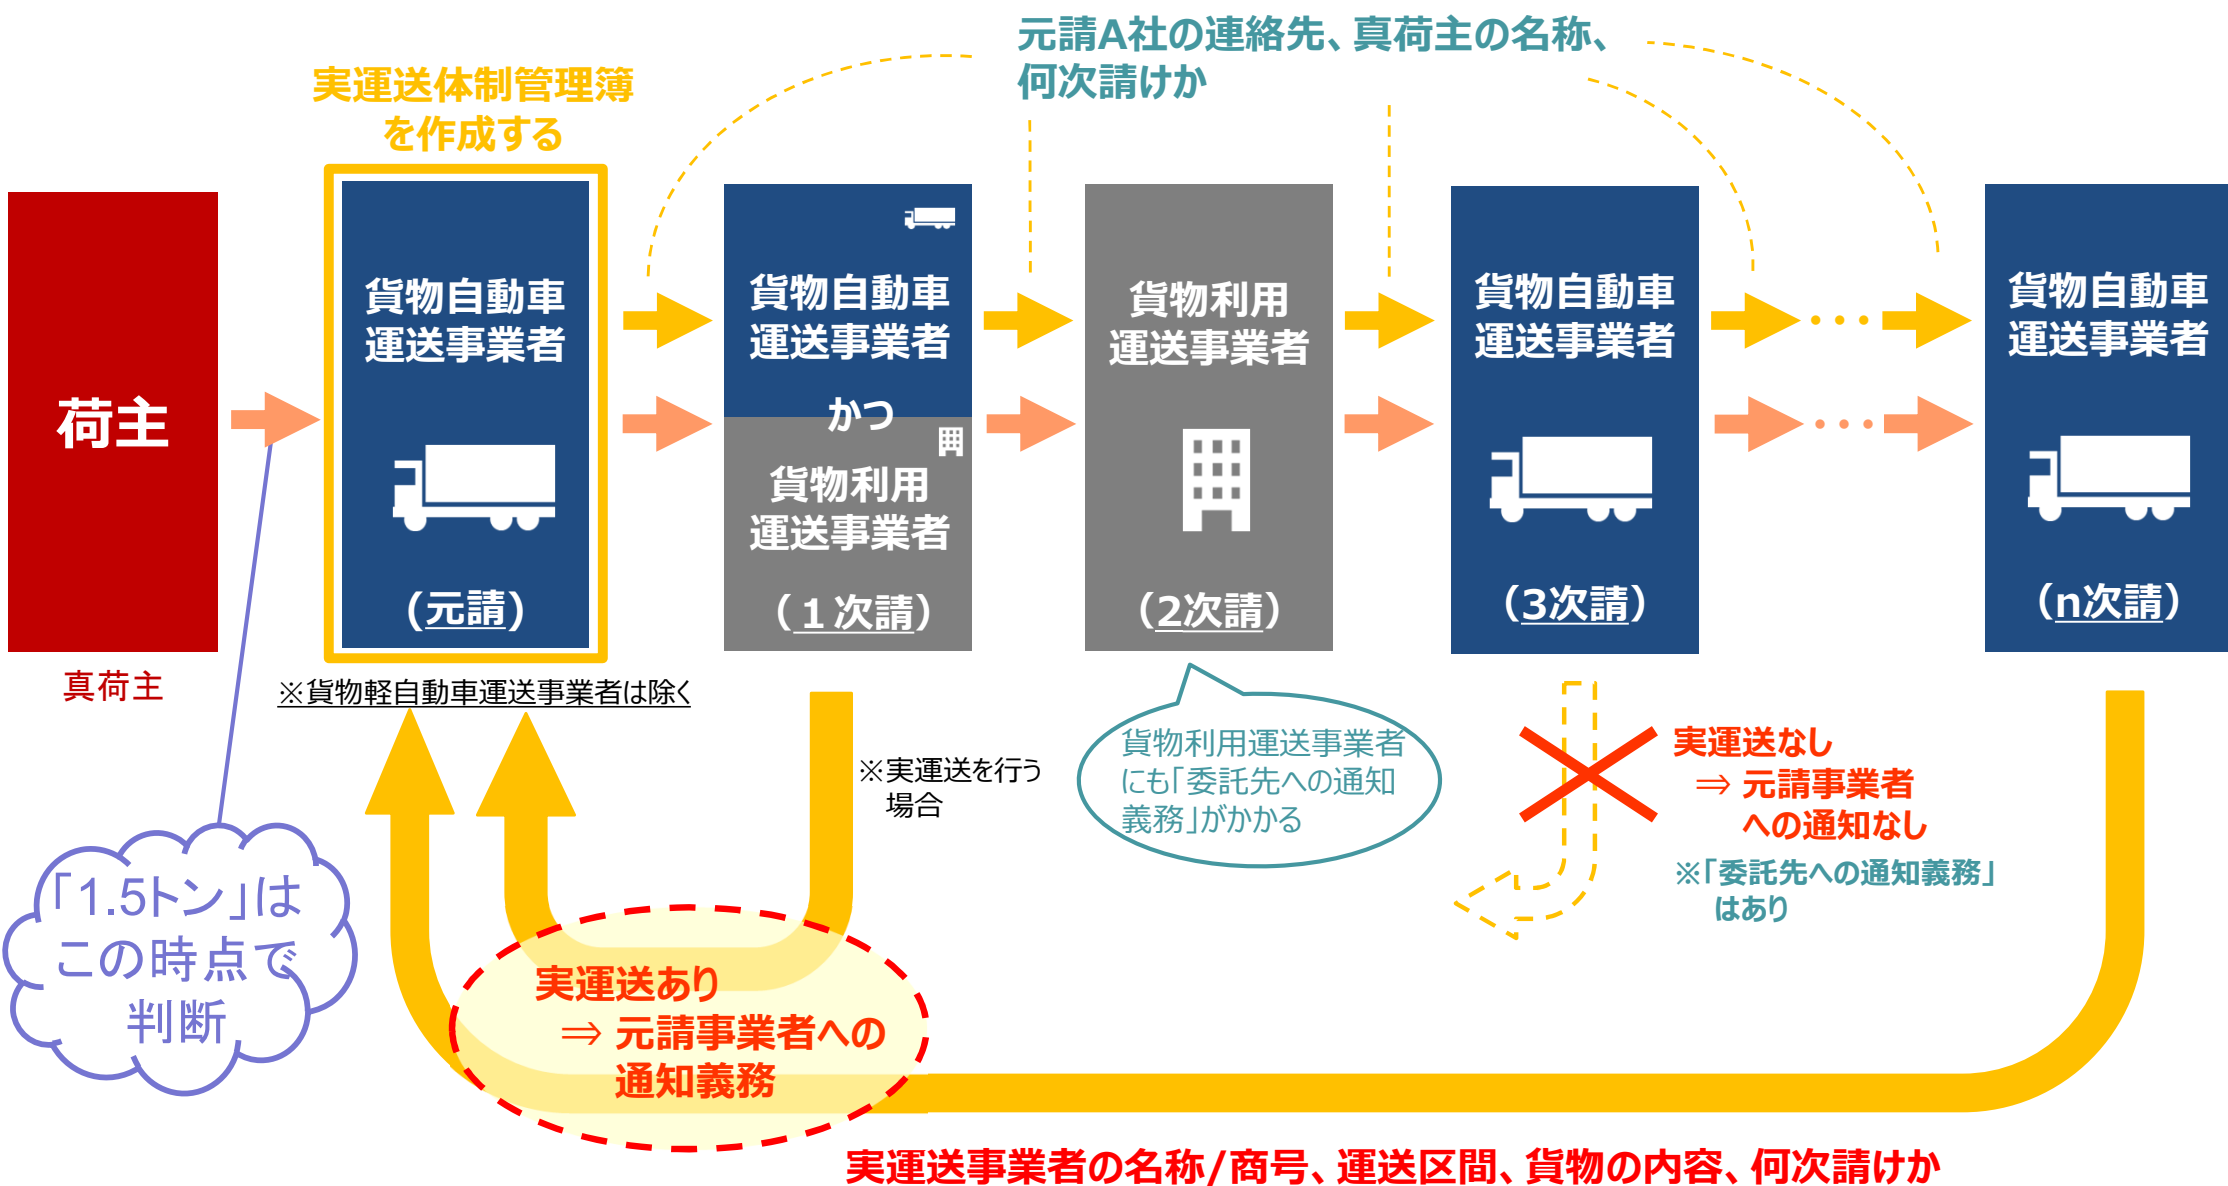 元請A社の連絡先、真荷主の名称、
何次請けか
実運送体制管理簿
を作成する
荷主
真荷主
貨物自動車
運送事業者
(元請)
※貨物軽自動車運送事業者は除く
貨物自動車
運送事業者
かつ
貨物利用
運送事業者
（１次請）
貨物利用
運送事業者
（2次請）
貨物自動車
運送事業者
（3次請）
貨物自動車
運送事業者
（n次請）
※実運送を行う
場合
貨物利用運送事業者
にも「委託先への通知
義務」がかかる
実運送なし
⇒ 元請事業者
への通知なし
※「委託先への通知義務」
はあり
「1.5トン」は
この時点で
判断
実運送あり
⇒ 元請事業者への
通知義務
実運送事業者の名称/商号、運送区間、貨物の内容、何次請けか